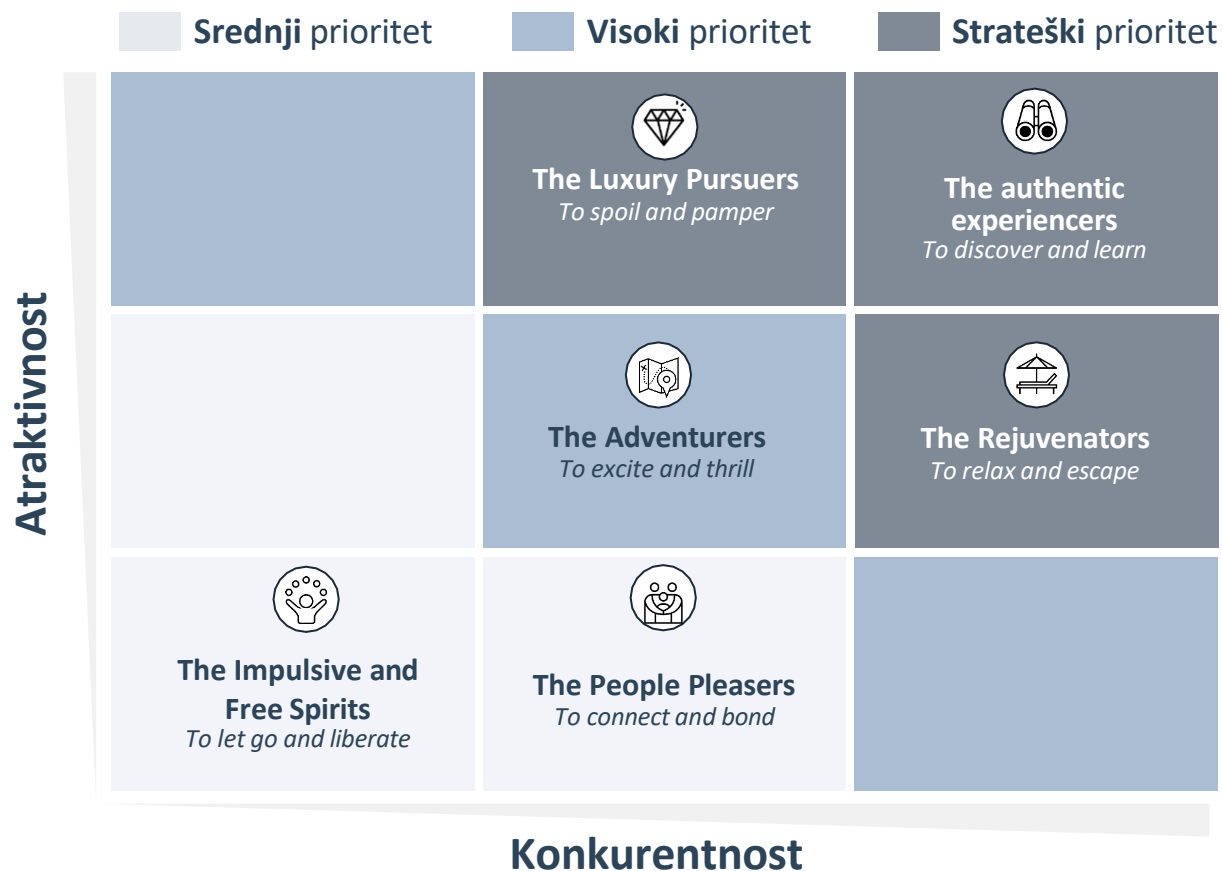 Srednji prioritet
Visoki prioritet
Strateški prioritet
The Luxury Pursuers
To spoil and pamper
The authentic
experiencers
To discover and learn
Atraktivnost
The Adventurers
To excite and thrill
The Rejuvenators
To relax and escape
The Impulsive and
Free Spirits
To let go and liberate
The People Pleasers
To connect and bond
Konkurentnost